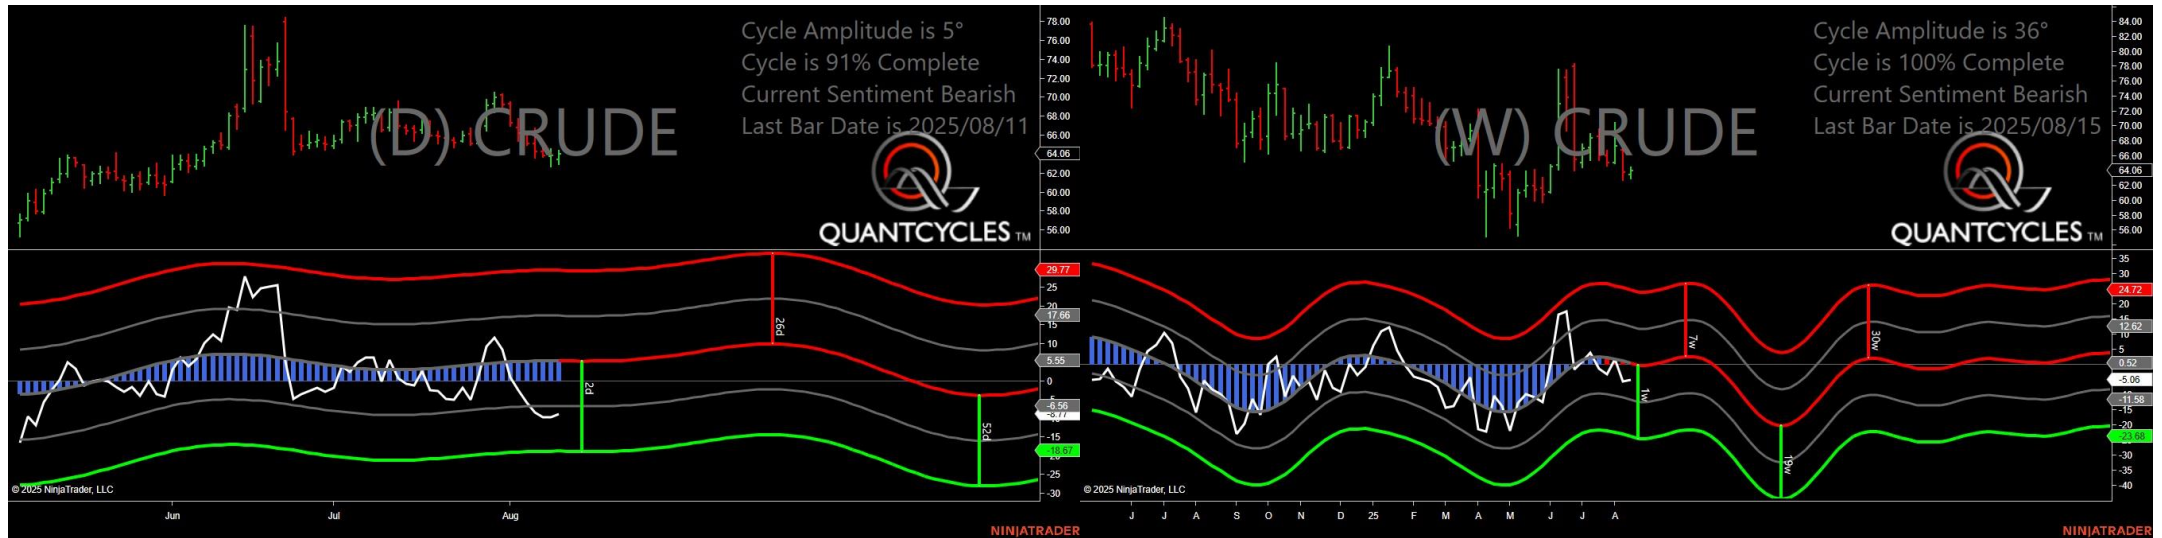 Cycle Amplitude is 5°
Cycle is 91% Complete
Current Sentiment Bearish
Last Bar Date is 2025/08/11
(D) CRUDE
QUANTCYCLES TM
78.00
76.00
74.00
72.00
70.00
68.00
66.00
64.06
62.00
60.00
58.00
56.00
29.77
25
20
17.66
15
5.55
0
-6.56
-8.77
-15
-18.67
-25
-30
2d
26d
52d
© 2025 NinjaTrader, LLC
Jun Jul Aug
NINJATRADER
Cycle Amplitude is 36°
Cycle is 100% Complete
Current Sentiment Bearish
Last Bar Date is 2025/08/15
(W) CRUDE
QUANTCYCLES TM
84.00
82.00
80.00
78.00
76.00
74.00
72.00
70.00
68.00
66.00
64.06
62.00
60.00
58.00
56.00
35
30
24.72
20
12.62
5
0.52
-5.06
-11.58
-15
-20
-23.68
-30
-35
-40
1w
7w
19w
30w
© 2025 NinjaTrader, LLC
J J A S O N D 25 F M A M J J A
NINJATRADER